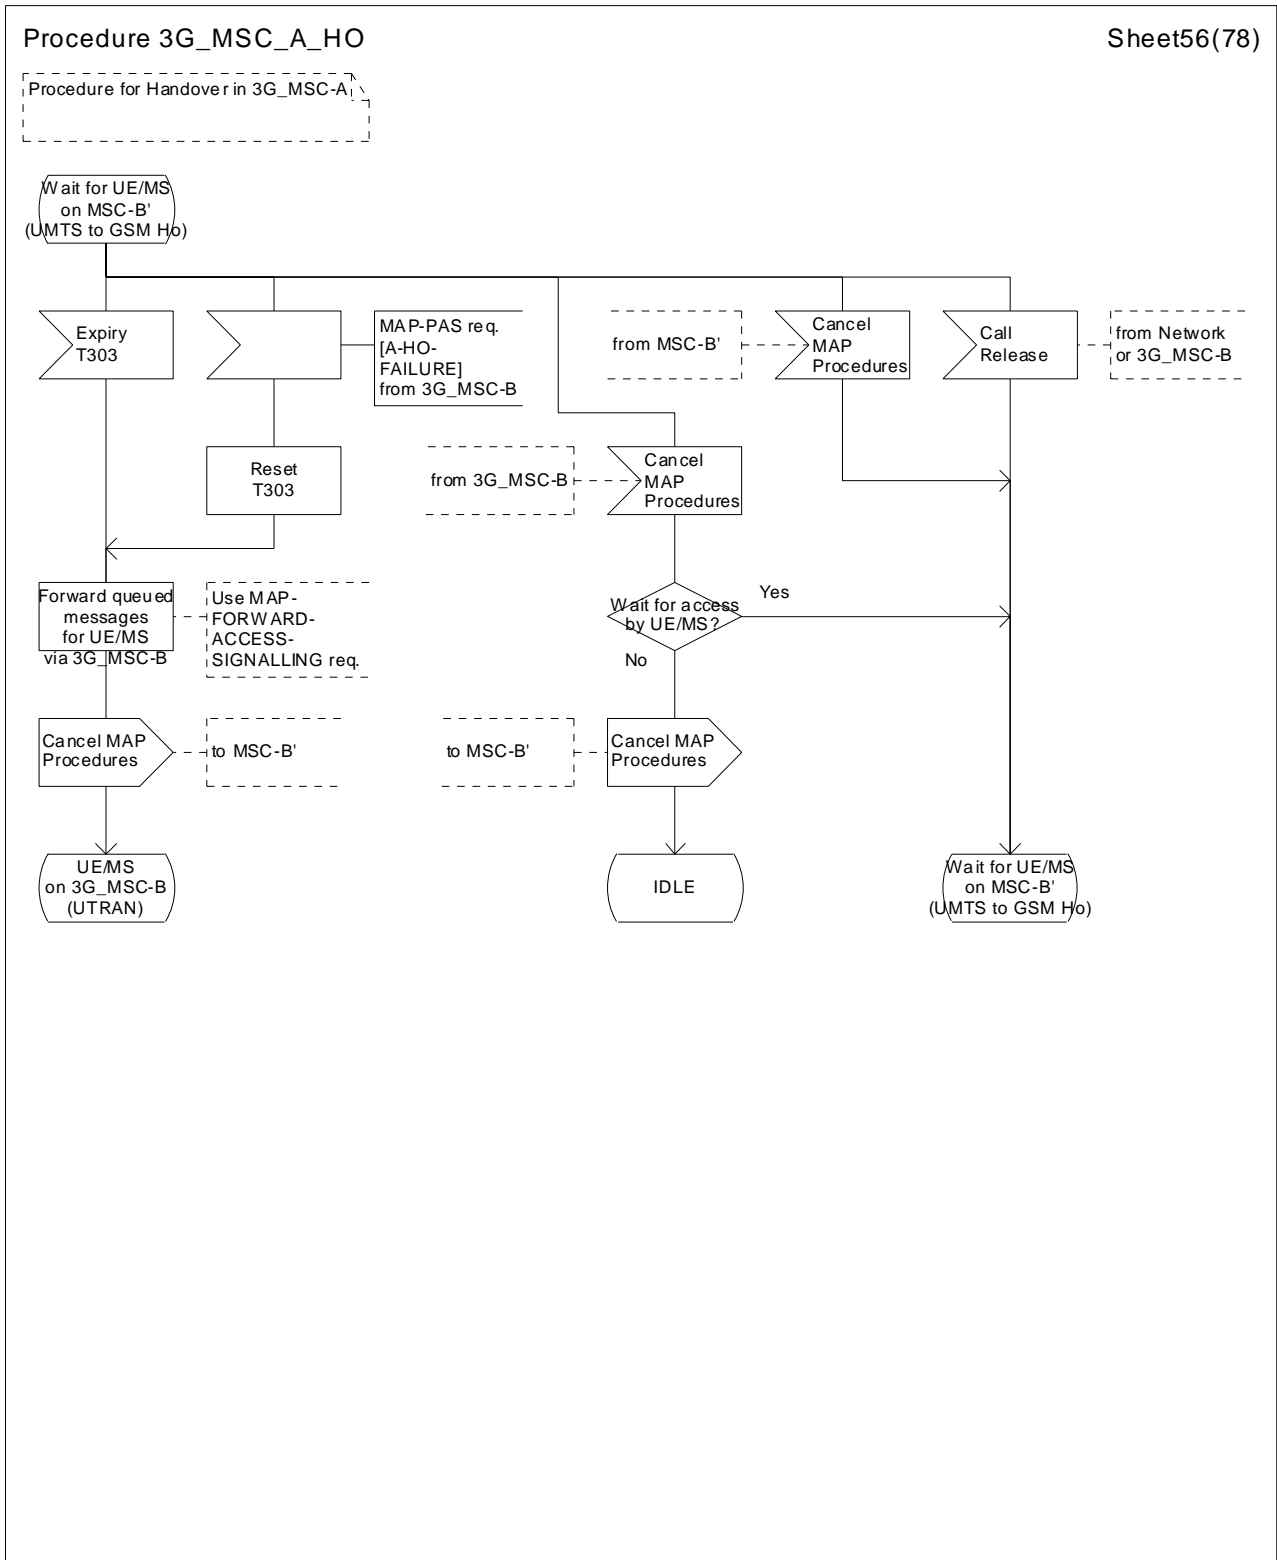 Procedure 3G_MSC_A_HO
Sheet56(78)
Procedure for Handover in 3G_MSC-A
Wait for UE/MS
on MSC-B'
(UMTS to GSM Ho)
Expiry
T303
MAP-PAS req.
[A-HO-
FAILURE]
from 3G_MSC-B
from MSC-B'
Cancel
MAP
Procedures
Call
Release
from Network
or 3G_MSC-B
Reset
T303
from 3G_MSC-B
Cancel
MAP
Procedures
Forward queued
messages
for UE/MS
via 3G_MSC-B
Use MAP-
FORWARD-
ACCESS-
SIGNALLING req.
Wait for access
by UE/MS?
Yes
No
Cancel MAP
Procedures
to MSC-B'
to MSC-B'
Cancel MAP
Procedures
UE/MS
on 3G_MSC-B
(UTRAN)
IDLE
Wait for UE/MS
on MSC-B'
(UMTS to GSM Ho)